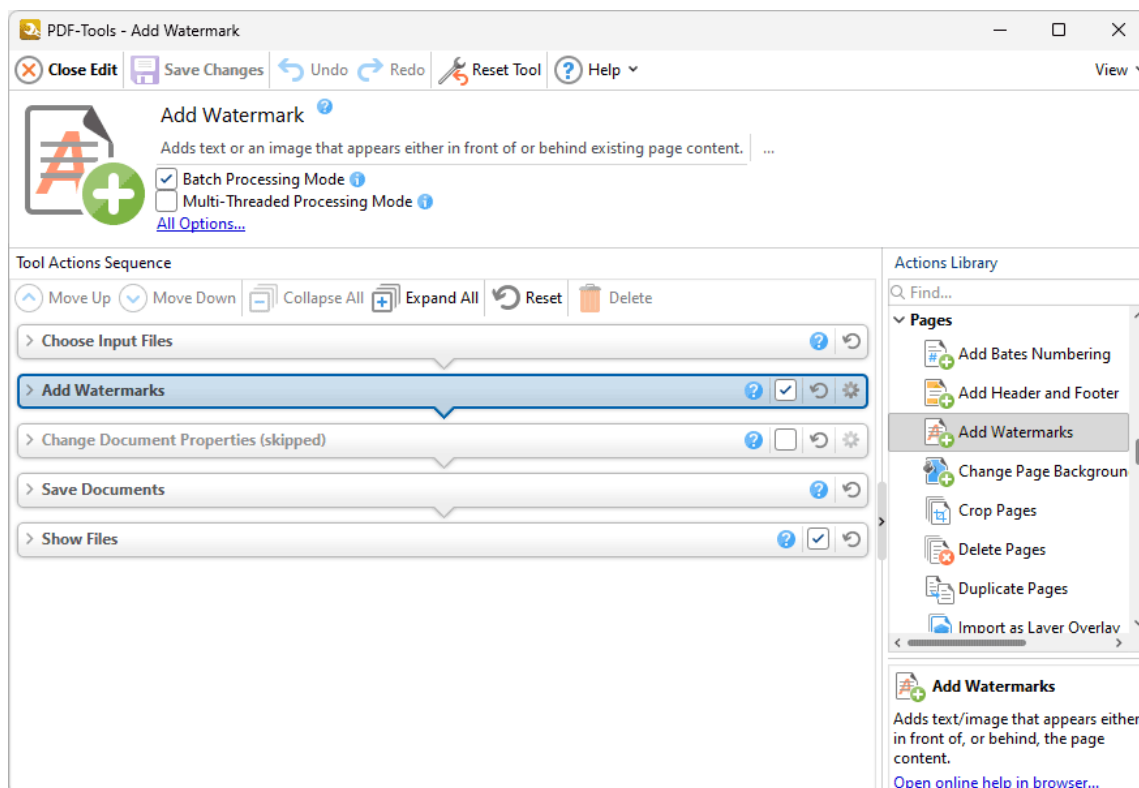 PDF-Tools - Add Watermark
Close Edit Save Changes Undo Redo Reset Tool ? Help View
Add Watermark ?
Adds text or an image that appears either in front of or behind existing page content. ...
Batch Processing Mode i
Multi-Threaded Processing Mode i
All Options...
Tool Actions Sequence
Move Up Move Down Collapse All Expand All Reset Delete
Choose Input Files ?
Add Watermarks ?
Change Document Properties (skipped) ?
Save Documents ?
Show Files ?
Actions Library
Find...
Pages
Add Bates Numbering
Add Header and Footer
Add Watermarks
Change Page Backgroun
Crop Pages
Delete Pages
Duplicate Pages
Import as Layer Overlay
Add Watermarks
Adds text/image that appears either
in front of, or behind, the page
content.
Open online help in browser...